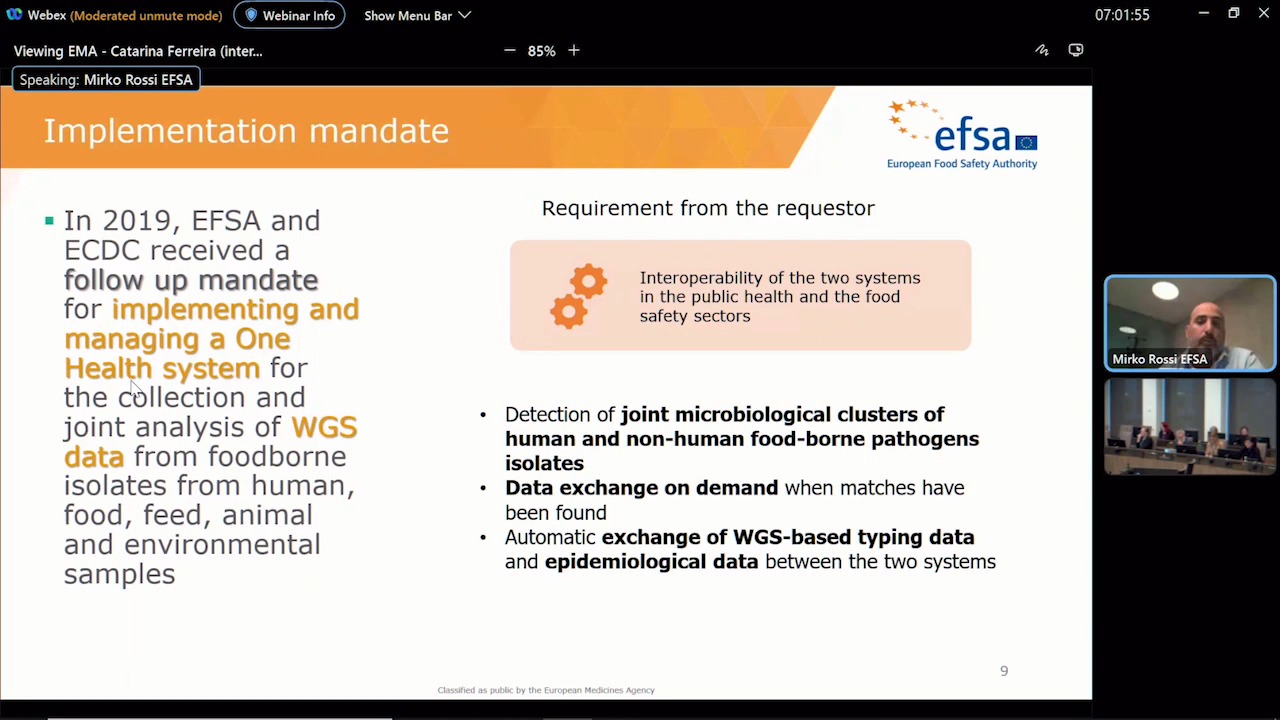 Webex (Moderated unmute mode) Webinar Info Show Menu Bar 07:01:55
Viewing EMA - Catarina Ferreira (inter... 85%
Speaking: Mirko Rossi EFSA
Implementation mandate
efsa
European Food Safety Authority
In 2019, EFSA and
ECDC received a
follow up mandate
for implementing and
managing a One
Health system for
the collection and
joint analysis of WGS
data from foodborne
isolates from human,
food, feed, animal
and environmental
samples
Requirement from the requestor
Interoperability of the two systems
in the public health and the food
safety sectors
• Detection of joint microbiological clusters of
human and non-human food-borne pathogens
isolates
• Data exchange on demand when matches have
been found
• Automatic exchange of WGS-based typing data
and epidemiological data between the two systems
Mirko Rossi EFSA
9
Classified as public by the European Medicines Agency